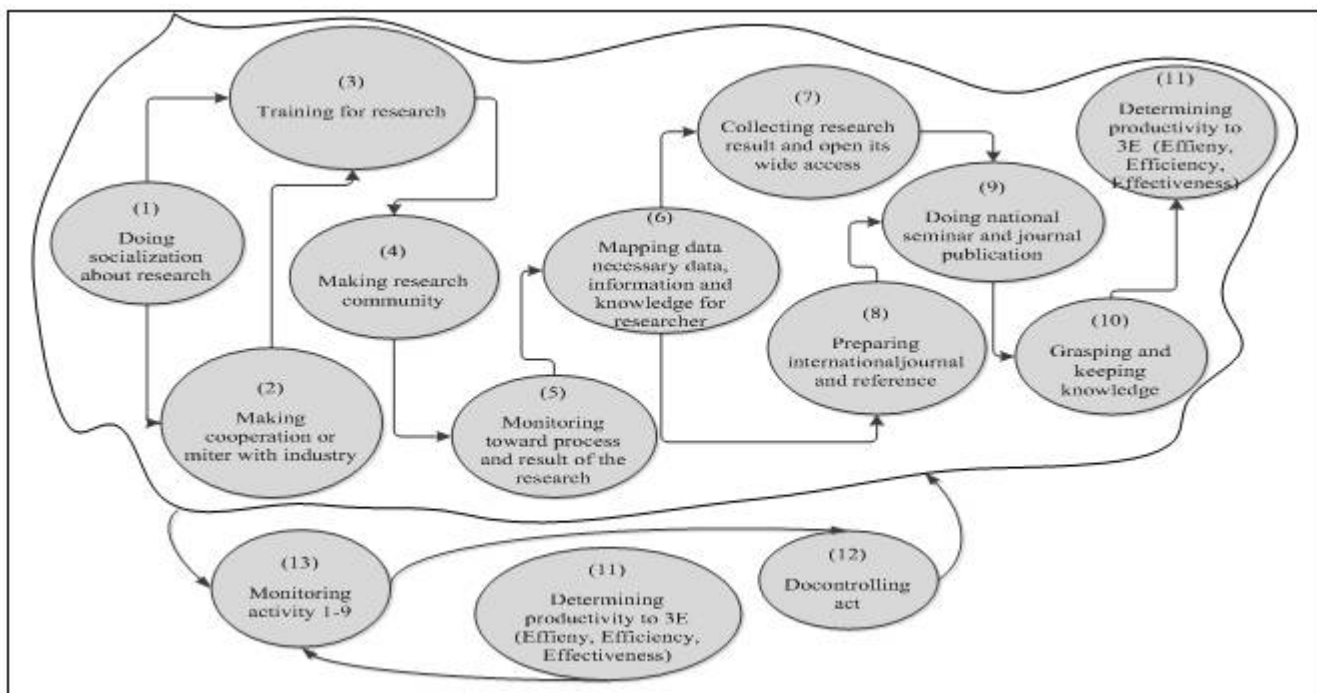 (3)
Training for research
(7)
Collecting research
result and open its
wide access
(11)
Determining
productivity to
3E (Effieny,
Efficiency,
Effectiveness)
(1)
Doing
socialization
about research
(4)
Making research
community
(6)
Mapping data
necessary data,
information and
knowledge for
researcher
(9)
Doing national
seminar and journal
publication
(2)
Making
cooperation or
miter with industry
(5)
Monitoring
toward process
and result of the
research
(8)
Preparing
internationaljournal
and reference
(10)
Grasping and
keeping
knowledge
(13)
Monitoring
activity 1-9
(11)
Determining
productivity to 3E
(Effieny, Efficiency,
Effectiveness)
(12)
Docontrolling
act